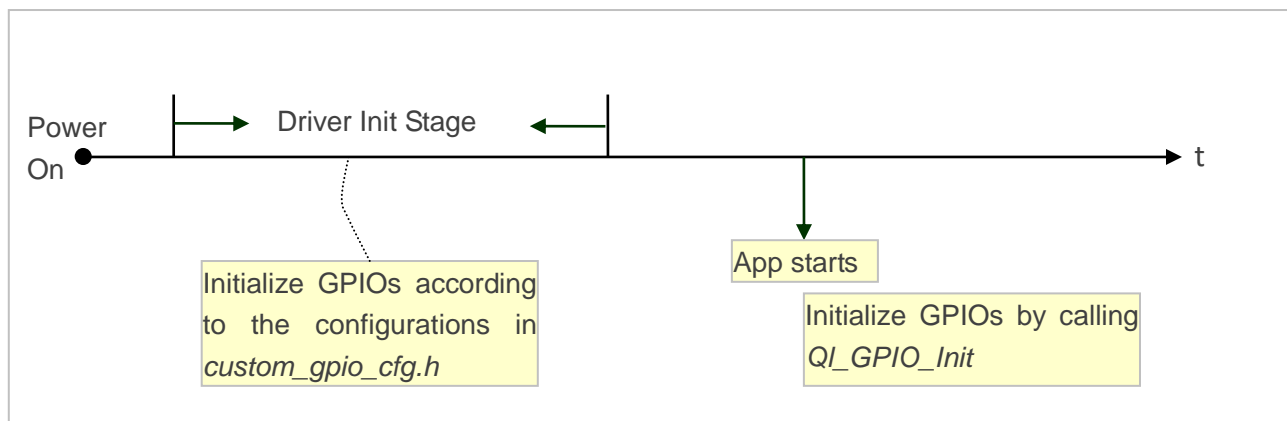 Power
On
Driver Init Stage
t
Initialize GPIOs according
to the configurations in
custom_gpio_cfg.h
App starts
Initialize GPIOs by calling
Ql_GPIO_Init